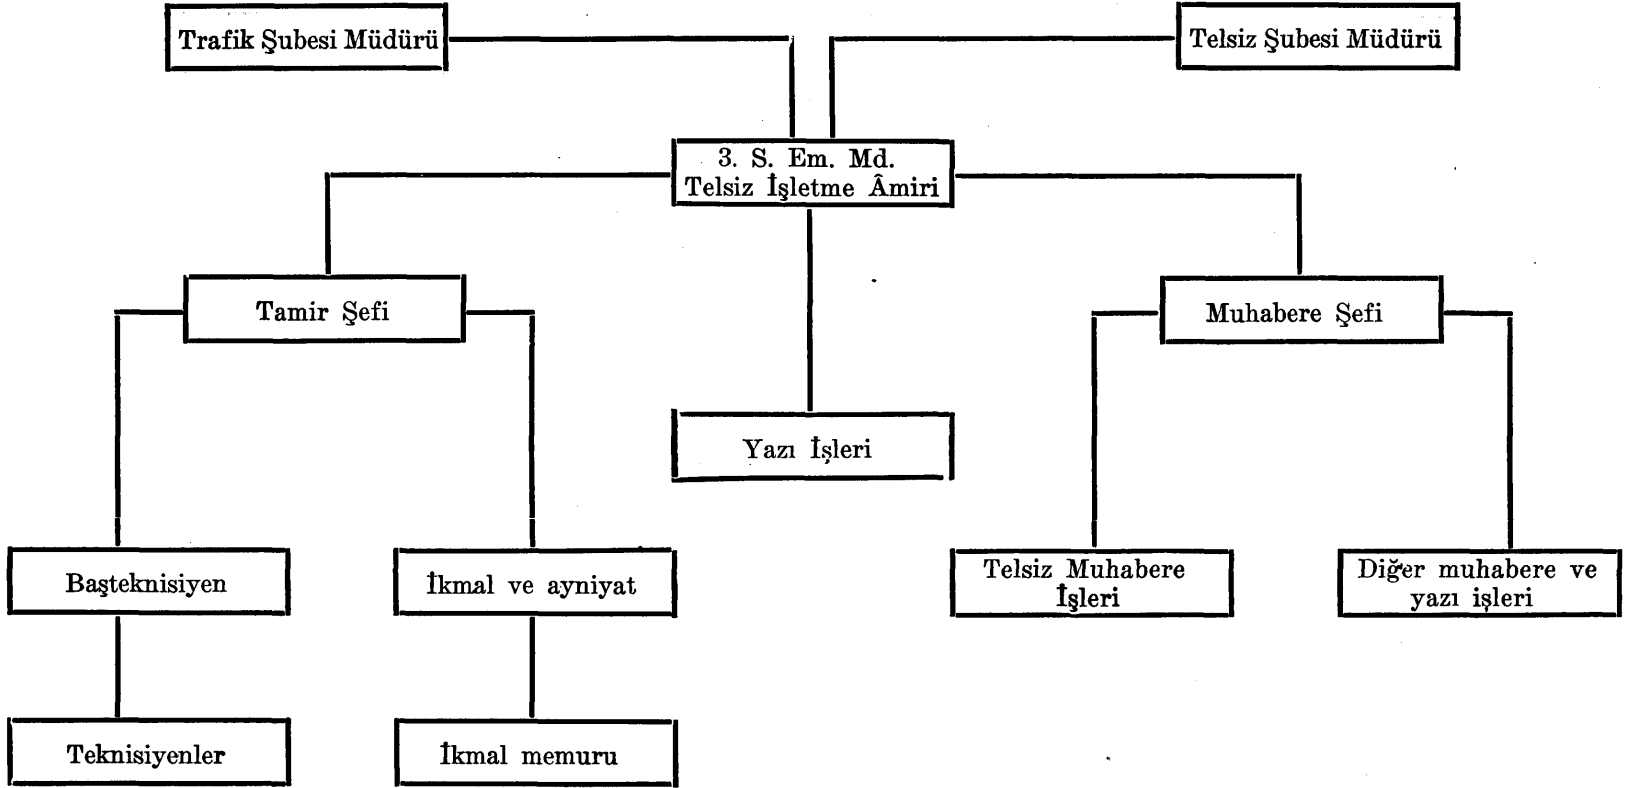 Trafik Şubesi Müdürü
Telsiz Şubesi Müdürü
3. S. Em. Md.
Telsiz İşletme Âmiri
Tamir Şefi
Muhabere Şefi
Yazı İşleri
Başteknisiyen
İkmal ve ayniyat
Telsiz Muhabere
İşleri
Diğer muhabere ve
yazı işleri
Teknisiyenler
İkmal memuru